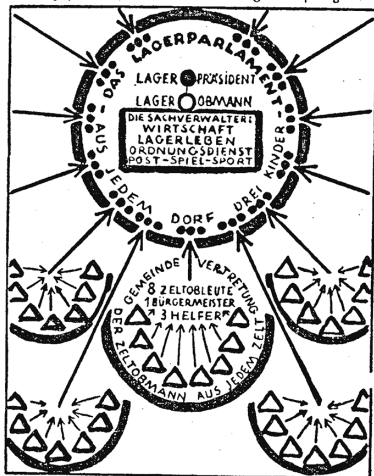 DAS LAGERPARLAMENT-
AUS JEDEM DORF DREI KINDER
LAGER PRÄSIDENT
LAGER OBMANN
DIE SACHVERWALTER:
WIRTSCHAFT
LAGERLEBEN
ORDNUNGSDIENST
POST-SPIEL-SPORT
GEMEINDE VERTRETUNG
8 ZELTOBLEUTE
1 BÜRGERMEISTER
3 HELFER
DER ZELTOBMANN AUS JEDEM ZELT